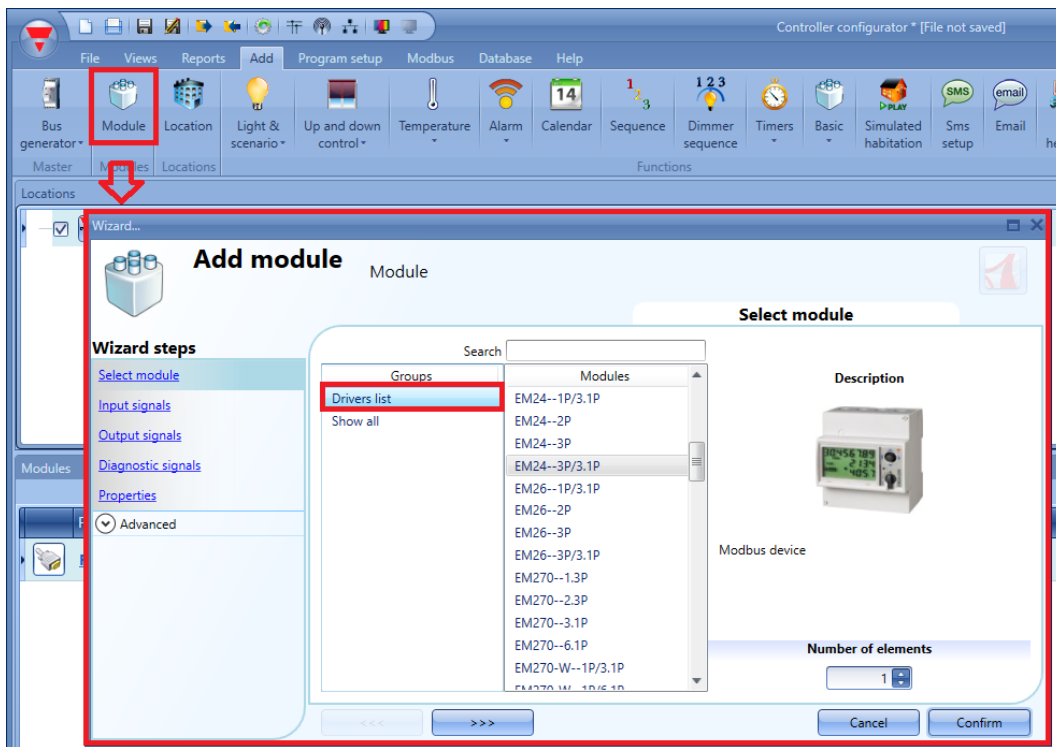 Controller configurator * [File not saved]
File Views Reports Add Program setup Modbus Database Help
Bus generator
Module
Location
Light & scenario
Up and down control
Temperature
Alarm
14
Calendar
1 2 3
Sequence
1 2 3
Dimmer sequence
Timers
Basic
PLAY
Simulated habitation
SMS
Sms setup
email
Email
Master Modules Locations Functions
Locations
Wizard...
Add module Module
Select module
Wizard steps
Select module
Input signals
Output signals
Diagnostic signals
Properties
Advanced
Search
Groups
Drivers list
Show all
Modules
EM24--1P/3.1P
EM24--2P
EM24--3P
EM24--3P/3.1P
EM26--1P/3.1P
EM26--2P
EM26--3P
EM26--3P/3.1P
EM270--1.3P
EM270--2.3P
EM270--3.1P
EM270--6.1P
EM270-W--1P/3.1P
EM270-W--1P/6.1P
Description
Modbus device
Number of elements
1
<<< >>> Cancel Confirm
Modules